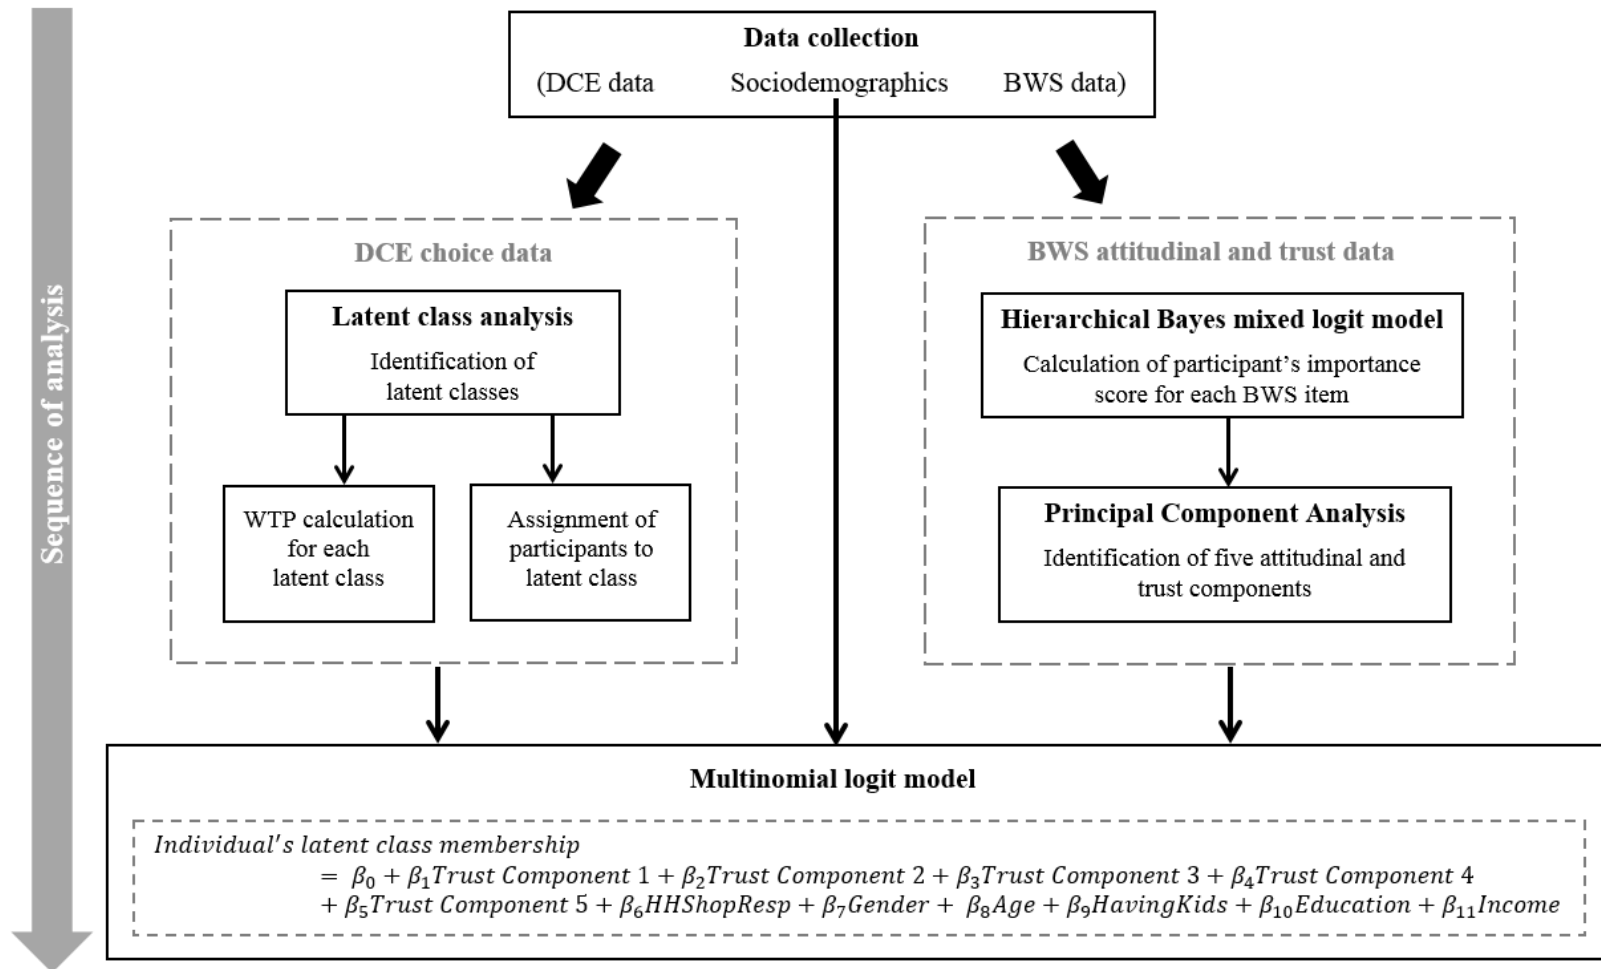 Sequence of analysis
Data collection
(DCE data Sociodemographics BWS data)
DCE choice data
Latent class analysis
Identification of
latent classes
WTP calculation
for each
latent class
Assignment of
participants to
latent class
BWS attitudinal and trust data
Hierarchical Bayes mixed logit model
Calculation of participant’s importance
score for each BWS item
Principal Component Analysis
Identification of five attitudinal and
trust components
Multinomial logit model
Individual′s latent class membership
= β₀ + β₁Trust Component 1 + β₂Trust Component 2 + β₃Trust Component 3 + β₄Trust Component 4
+ β₅Trust Component 5 + β₆HHShopResp + β₇Gender + β₈Age + β₉HavingKids + β₁₀Education + β₁₁Income